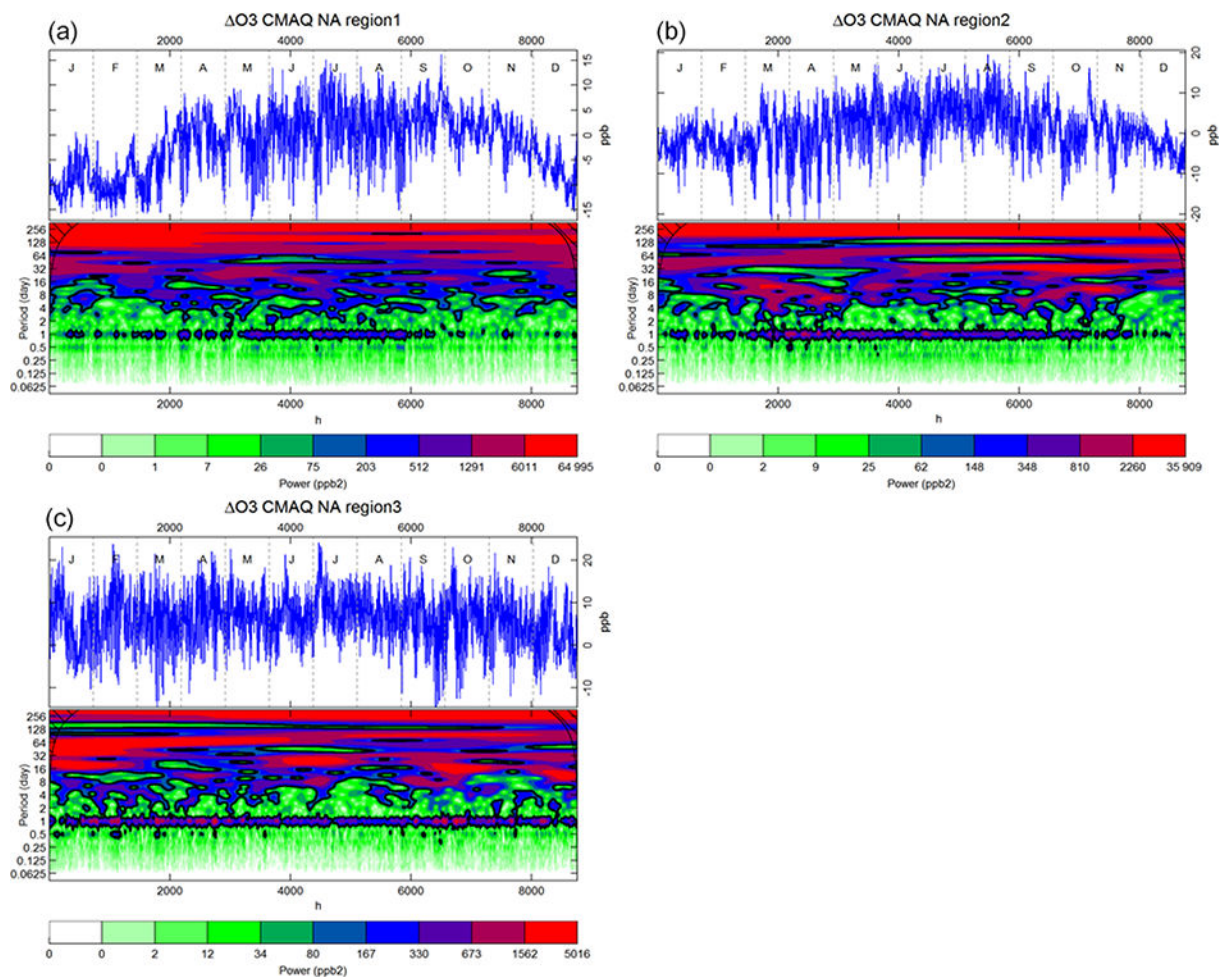 (a) ΔO3 CMAQ NA region1
2000 4000 6000 8000
J F M A M J J A S O N D
15
10
5
0
-5
-15
ppb
256
128
64
32
16
8
4
2
1
0.5
0.25
0.125
0.0625
Period (day)
2000 4000 6000 8000
h
0 0 1 7 26 75 203 512 1291 6011 64 995
Power (ppb2)
(b) ΔO3 CMAQ NA region2
2000 4000 6000 8000
J F M A M J J A S O N D
20
10
0
-10
-20
ppb
256
128
64
32
16
8
4
2
1
0.5
0.25
0.125
0.0625
Period (day)
2000 4000 6000 8000
h
0 0 2 9 25 62 148 348 810 2260 35 909
Power (ppb2)
(c) ΔO3 CMAQ NA region3
2000 4000 6000 8000
J F M A M J J A S O N D
20
10
0
-10
ppb
256
128
64
32
16
8
4
2
1
0.5
0.25
0.125
0.0625
Period (day)
2000 4000 6000 8000
h
0 0 2 12 34 80 167 330 673 1562 5016
Power (ppb2)